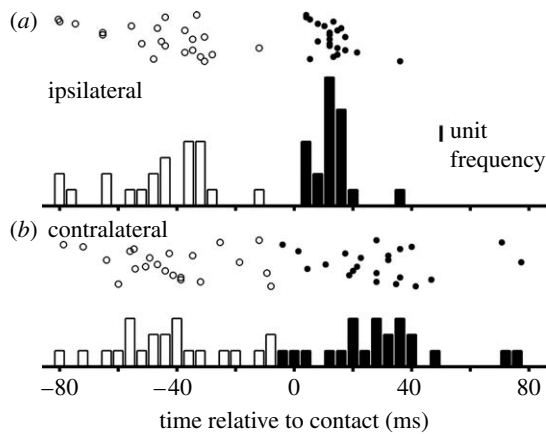 (a)
ipsilateral
unit
frequency
(b) contralateral
−80 −40 0 40 80
time relative to contact (ms)